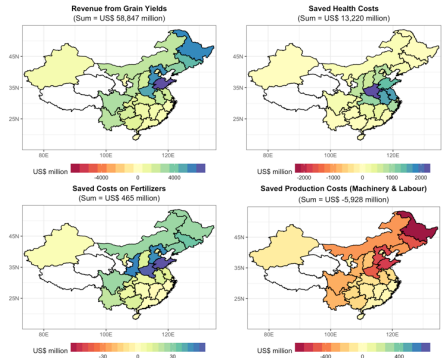 Revenue from Grain Yields
(Sum = US$ 58,847 million)
45N
35N
25N
80E
100E
120E
US$ million
-4000
0
4000
Saved Health Costs
(Sum = US$ 13,220 million)
45N
35N
25N
80E
100E
120E
US$ million
-2000
-1000
0
1000
2000
Saved Costs on Fertilizers
(Sum = US$ 465 million)
45N
35N
25N
80E
100E
120E
US$ million
-30
0
30
Saved Production Costs (Machinery & Labour)
(Sum = US$ -5,928 million)
45N
35N
25N
80E
100E
120E
US$ million
-400
0
400